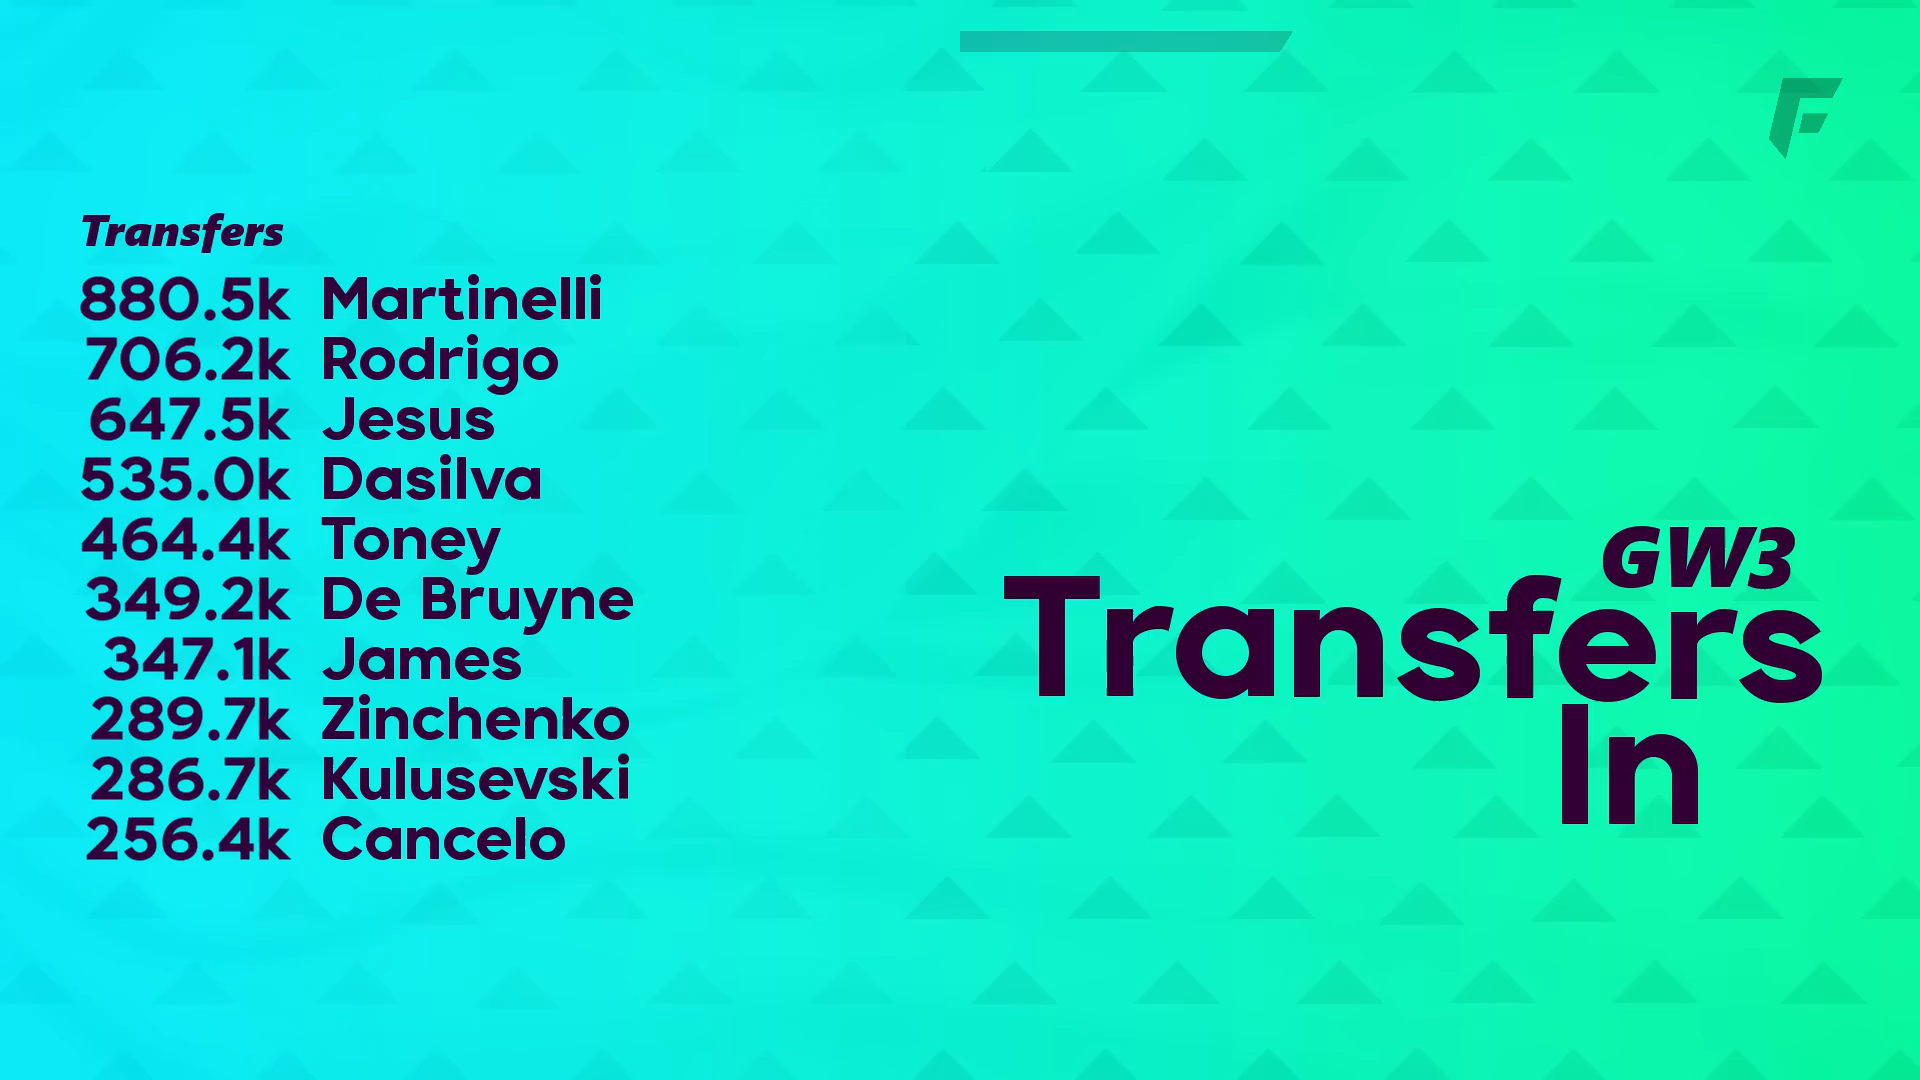 Transfers
880.5k Martinelli
706.2k Rodrigo
647.5k Jesus
535.0k Dasilva
464.4k Toney
349.2k De Bruyne
347.1k James
289.7k Zinchenko
286.7k Kulusevski
256.4k Cancelo
GW3
Transfers
In